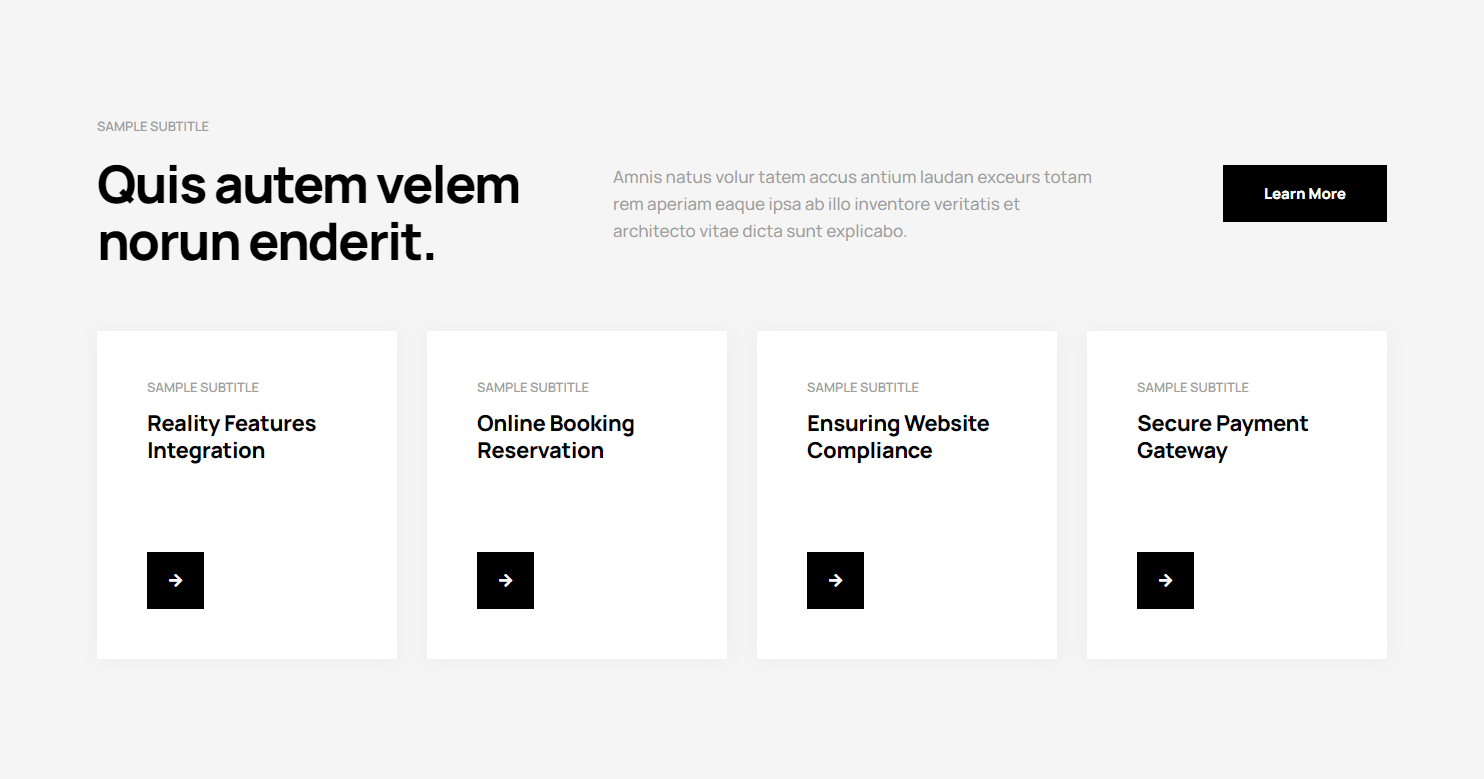 SAMPLE SUBTITLE
Quis autem velem
norun enderit.
Amnis natus volur tatem accus antium laudan exceurs totam
rem aperiam eaque ipsa ab illo inventore veritatis et
architecto vitae dicta sunt explicabo.
Learn More
SAMPLE SUBTITLE
Reality Features
Integration
SAMPLE SUBTITLE
Online Booking
Reservation
SAMPLE SUBTITLE
Ensuring Website
Compliance
SAMPLE SUBTITLE
Secure Payment
Gateway